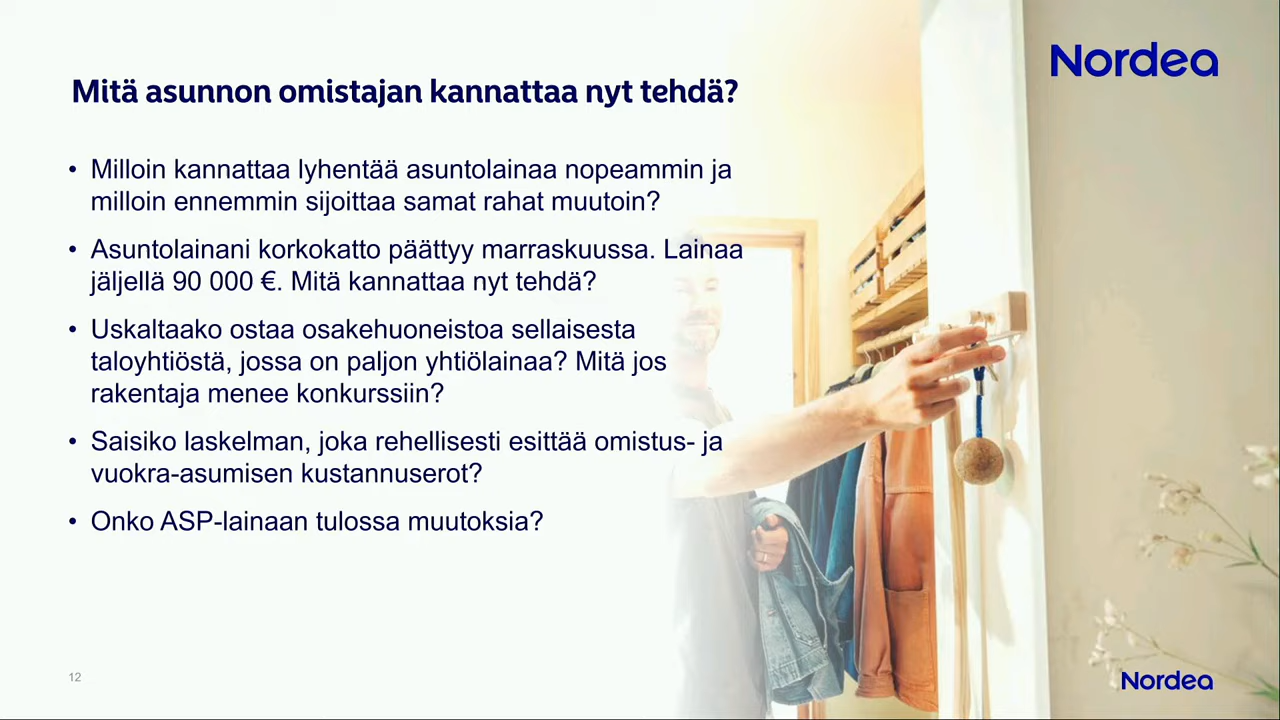 Nordea
Mitä asunnon omistajan kannattaa nyt tehdä?
• Milloin kannattaa lyhentää asuntolainaa nopeammin ja
milloin ennemmin sijoittaa samat rahat muutoin?
• Asuntolainani korkokatto päättyy marraskuussa. Lainaa
jäljellä 90 000 €. Mitä kannattaa nyt tehdä?
• Uskaltaako ostaa osakehuoneistoa sellaisesta
taloyhtiöstä, jossa on paljon yhtiölainaa? Mitä jos
rakentaja menee konkurssiin?
• Saisiko laskelman, joka rehellisesti esittää omistus- ja
vuokra-asumisen kustannuserot?
• Onko ASP-lainaan tulossa muutoksia?
12
Nordea